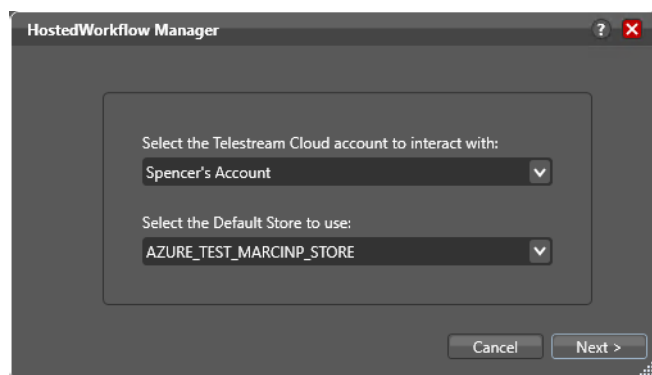 HostedWorkflow Manager
?
Select the Telestream Cloud account to interact with:
Spencer's Account
Select the Default Store to use:
AZURE_TEST_MARCINP_STORE
Cancel Next >